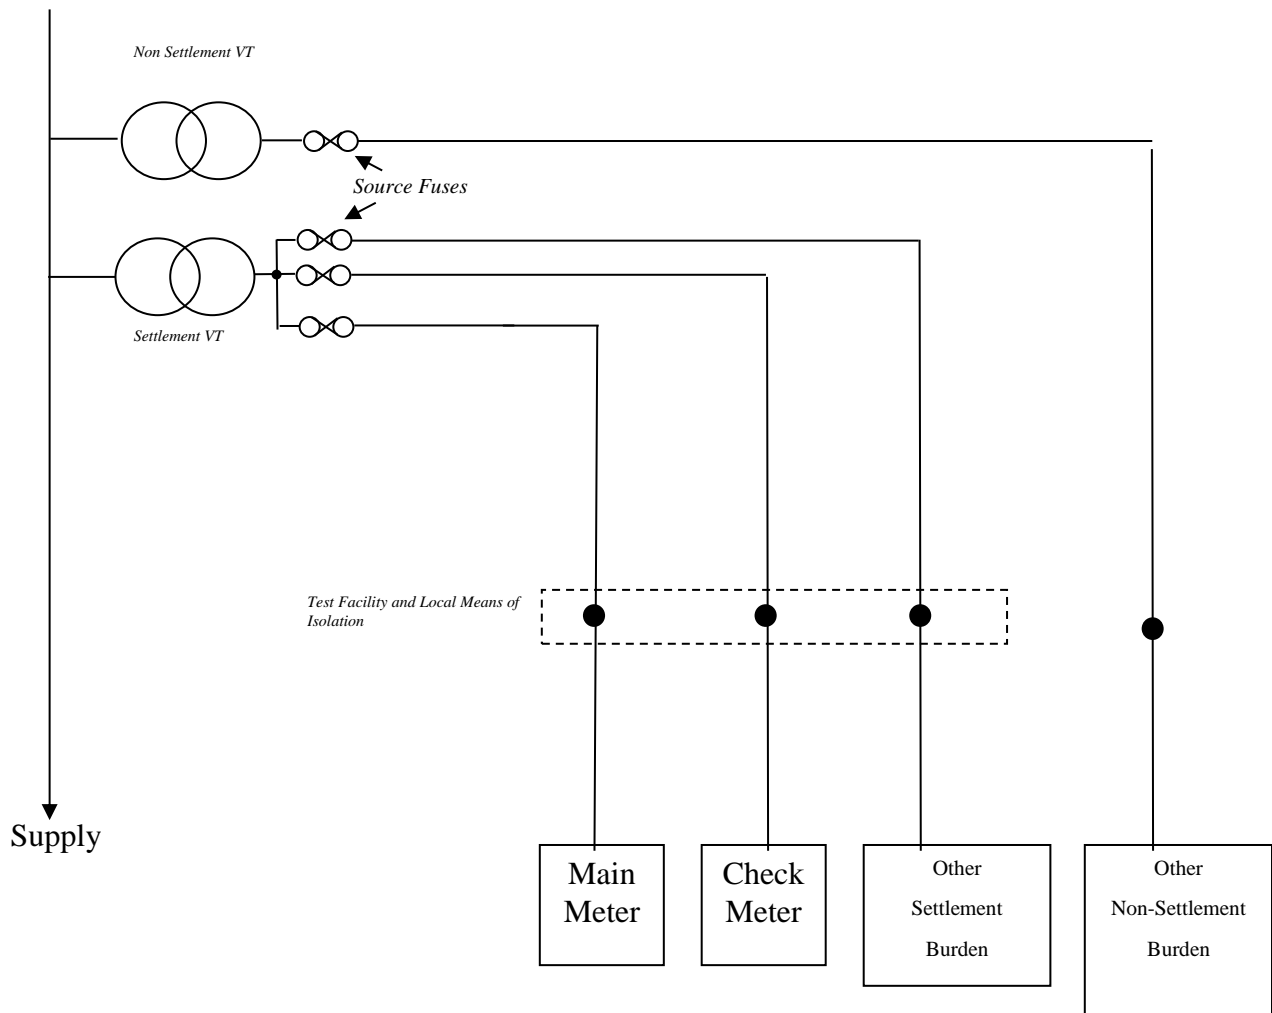 Non Settlement VT
Source Fuses
Settlement VT
Test Facility and Local Means of
Isolation
Supply
Main
Meter
Check
Meter
Other
Settlement
Burden
Other
Non-Settlement
Burden